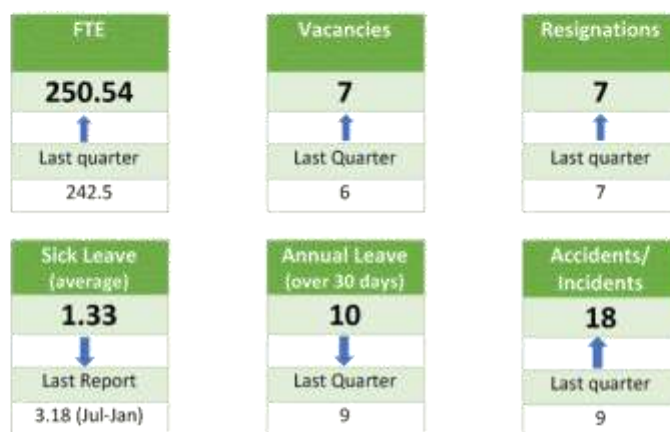 FTE
250.54
Last quarter
242.5
Vacancies
7
Last Quarter
6
Resignations
7
Last quarter
7
Sick Leave
(average)
1.33
Last Report
3.18 (Jul-Jan)
Annual Leave
(over 30 days)
10
Last Quarter
9
Accidents/
Incidents
18
Last quarter
9